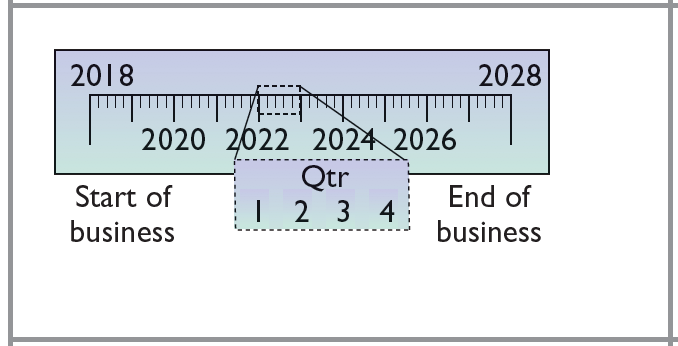 2018 2028
2020 2022 2024 2026
Qtr
1 2 3 4
Start of
business
End of
business